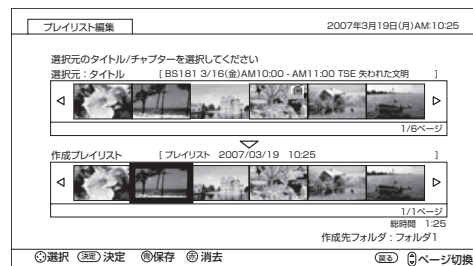 プレイリスト編集
2007年3月19日(月)AM:10:25
選択元のタイトル/チャプターを選択してください
選択元：タイトル [ BS181 3/16(金)AM10:00 - AM11:00 TSE 失われた文明 ]
1/6ページ
作成プレイリスト [ プレイリスト 2007/03/19 10:25 ]
1/1ページ
総時間 1:25
作成先フォルダ：フォルダ1
選択 決定 決定 青 保存 赤 消去 戻る ページ切換